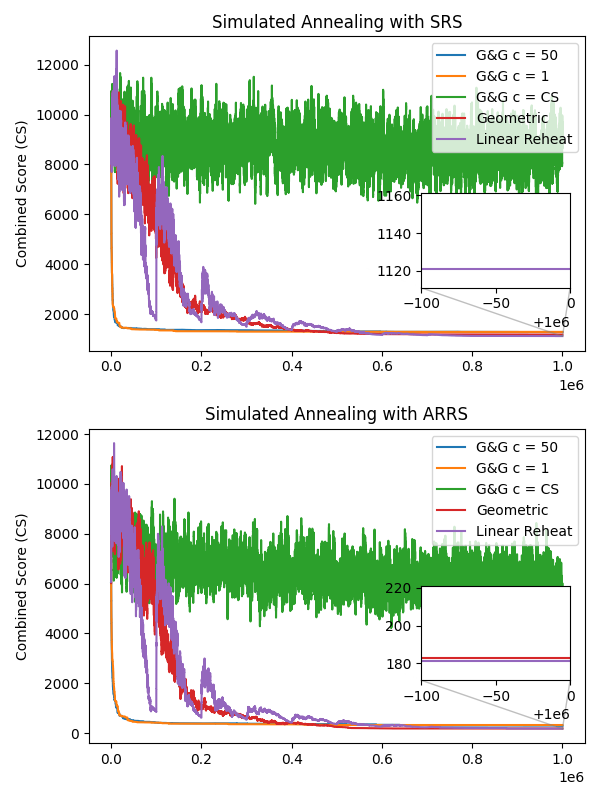 Simulated Annealing with SRS
Combined Score (CS)
12000
10000
8000
6000
4000
2000
G&G c = 50
G&G c = 1
G&G c = CS
Geometric
Linear Reheat
1160
1140
1120
−100
−50
0
+1e6
0.0
0.2
0.4
0.6
0.8
1.0
1e6
Simulated Annealing with ARRS
Combined Score (CS)
12000
10000
8000
6000
4000
2000
0
G&G c = 50
G&G c = 1
G&G c = CS
Geometric
Linear Reheat
220
200
180
−100
−50
0
+1e6
0.0
0.2
0.4
0.6
0.8
1.0
1e6